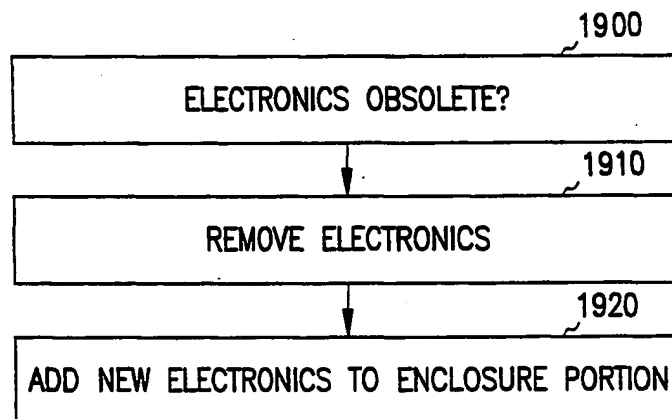 1900
ELECTRONICS OBSOLETE?
1910
REMOVE ELECTRONICS
1920
ADD NEW ELECTRONICS TO ENCLOSURE PORTION